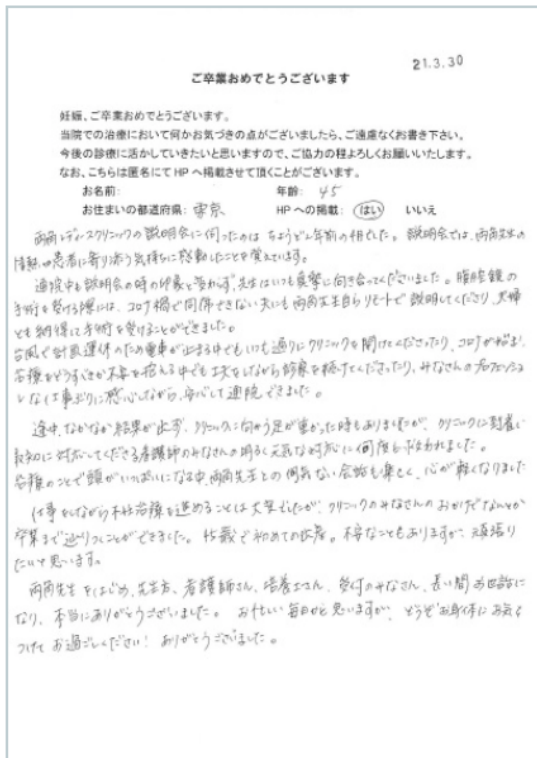 21.3.30
ご卒業おめでとうございます
妊娠、ご卒業おめでとうございます。
当院での治療において何かお気づきの点がございましたら、ご遠慮なくお書き下さい。
今後の診療に活かしていきたいと思いますので、ご協力の程よろしくお願いいたします。
なお、こちらは匿名にて HP へ掲載させて頂くことがございます。
お名前: 年齢: 45
お住まいの都道府県: 東京 HP への掲載: はい いいえ
両角レディースクリニックの説明会に伺ったのは ちょうど2年前の4月でした。説明会では、両角先生の
情熱や患者に寄り添う気持ちに感動したことを覚えています。
通院中も説明会の時の印象と変わらず、先生はいつも真摯に向き合ってくださいました。腹腔鏡の
手術を受ける際には、コロナ禍で同伴できない夫にも両角先生自らリモートで説明してくださり、夫婦
とも納得して手術を受けることができました。
台風で計画運休のため電車が止まる中でもいつも通りにクリニックを開けてくださったり、コロナが始まり
治療をどうすべきか不安を抱える中でも工夫をしながら診察を続けてくださったり、みなさんのプロフェッショ
ナルな仕事ぶりに感心しながら、安心して通院できました。
途中、なかなか結果が出ず、クリニックに向かう足が重かった時もありましたが、クリニックに到着し
最初に対応してくださる看護師のみなさんの明るく元気な対応に何度も救われました。
治療のことで頭がいっぱいになる中、両角先生との何気ない会話も楽しく、心が軽くなりました
仕事をしながら不妊治療を進めることは大変でしたが、クリニックのみなさんのおかげでなんとか
卒業まで辿りつくことができました。45歳で初めての出産。不安なこともありますが、頑張り
たいと思います。
両角先生をはじめ、先生方、看護師さん、培養士さん、受付のみなさん、長い間お世話に
なり、本当にありがとうございました。お忙しい毎日かと思いますが、どうぞお身体にお気を
つけて お過ごしください! ありがとうございました。